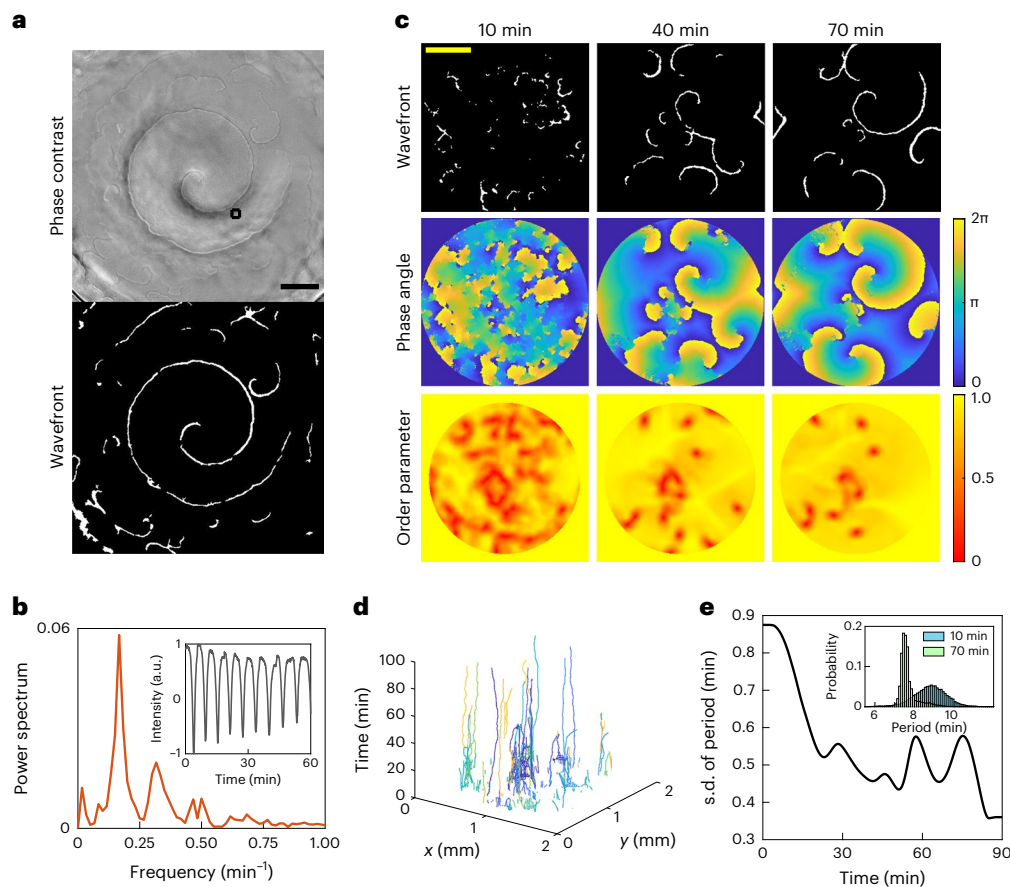 a
Phase contrast
Wavefront
b
0.06
Power spectrum
0
0 0.25 0.50 0.75 1.00
Frequency (min⁻¹)
1
Intensity (a.u.)
0
−1
0 20 40 60
Time (min)
c
10 min 40 min 70 min
Wavefront
Phase angle
2π
π
0
Order parameter
1.0
0.5
0
d
100
80
60
40
20
0
Time (min)
0 1 2
x (mm)
0 1 2
y (mm)
e
0.9
0.8
0.7
0.6
0.5
0.4
0.3
s.d. of period (min)
0 30 60 90
Time (min)
0.2
0.1
0
Probability
10 min
70 min
6 8 10
Period (min)